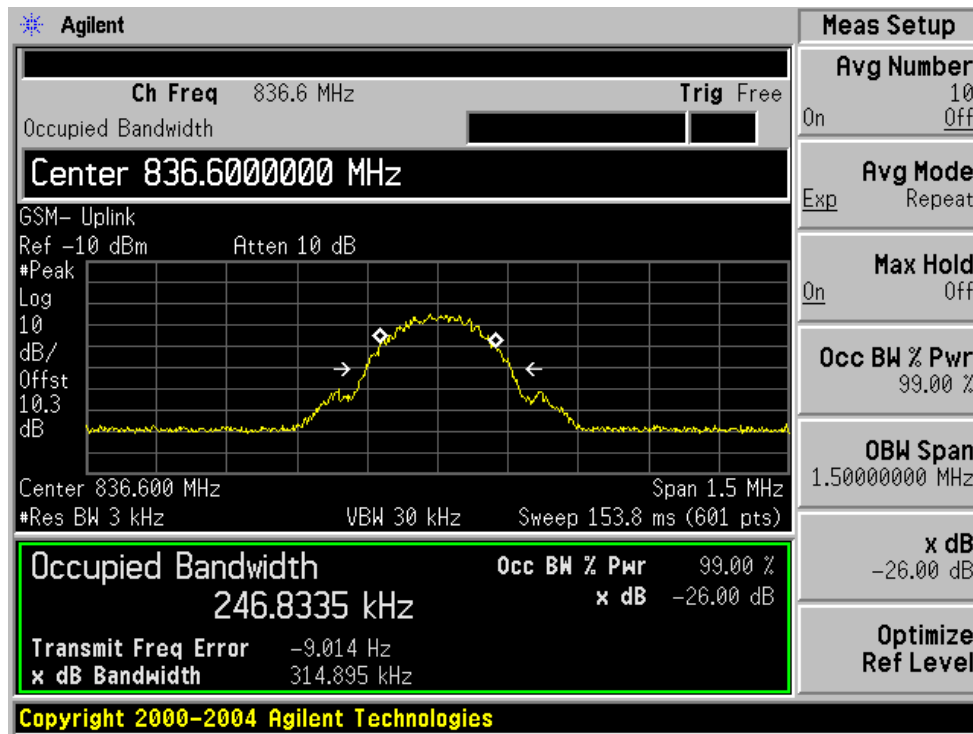 Agilent
Ch Freq 836.6 MHz Trig Free
Occupied Bandwidth
Center 836.6000000 MHz
GSM– Uplink
Ref –10 dBm Atten 10 dB
#Peak
Log
10
dB/
Offst
10.3
dB
Center 836.600 MHz Span 1.5 MHz
#Res BW 3 kHz VBW 30 kHz Sweep 153.8 ms (601 pts)
Occupied Bandwidth Occ BW % Pwr 99.00 %
246.8335 kHz x dB –26.00 dB
Transmit Freq Error –9.014 Hz
x dB Bandwidth 314.895 kHz
Copyright 2000–2004 Agilent Technologies
Meas Setup
Avg Number
10
On Off
Avg Mode
Exp Repeat
Max Hold
On Off
Occ BW % Pwr
99.00 %
OBW Span
1.50000000 MHz
x dB
–26.00 dB
Optimize
Ref Level